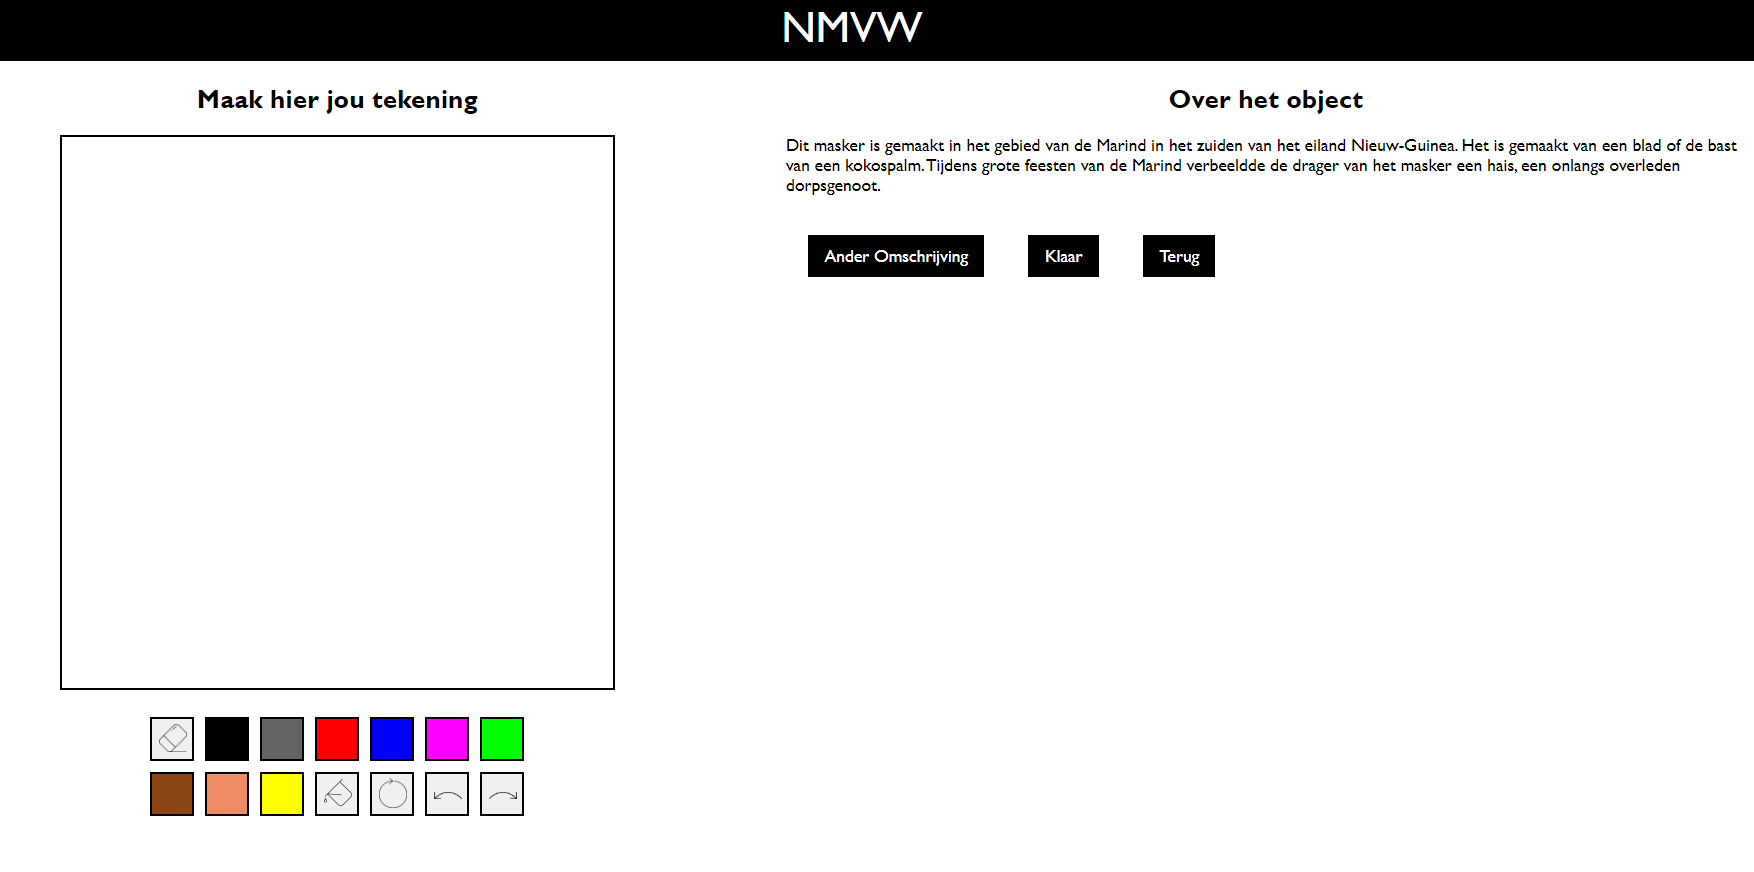 NMVW
Maak hier jou tekening
Over het object
Dit masker is gemaakt in het gebied van de Marind in het zuiden van het eiland Nieuw-Guinea. Het is gemaakt van een blad of de bast
van een kokospalm. Tijdens grote feesten van de Marind verbeeldde de drager van het masker een hais, een onlangs overleden
dorpsgenoot.
Ander Omschrijving
Klaar
Terug